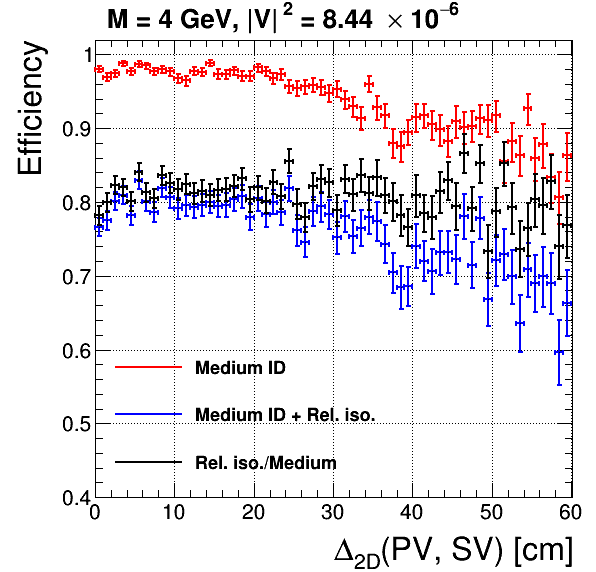 M = 4 GeV, |V|² = 8.44 × 10⁻⁶
Efficiency
1
0.9
0.8
0.7
0.6
0.5
0.4
Medium ID
Medium ID + Rel. iso.
Rel. iso./Medium
0 10 20 30 40 50 60
Δ2D(PV, SV) [cm]